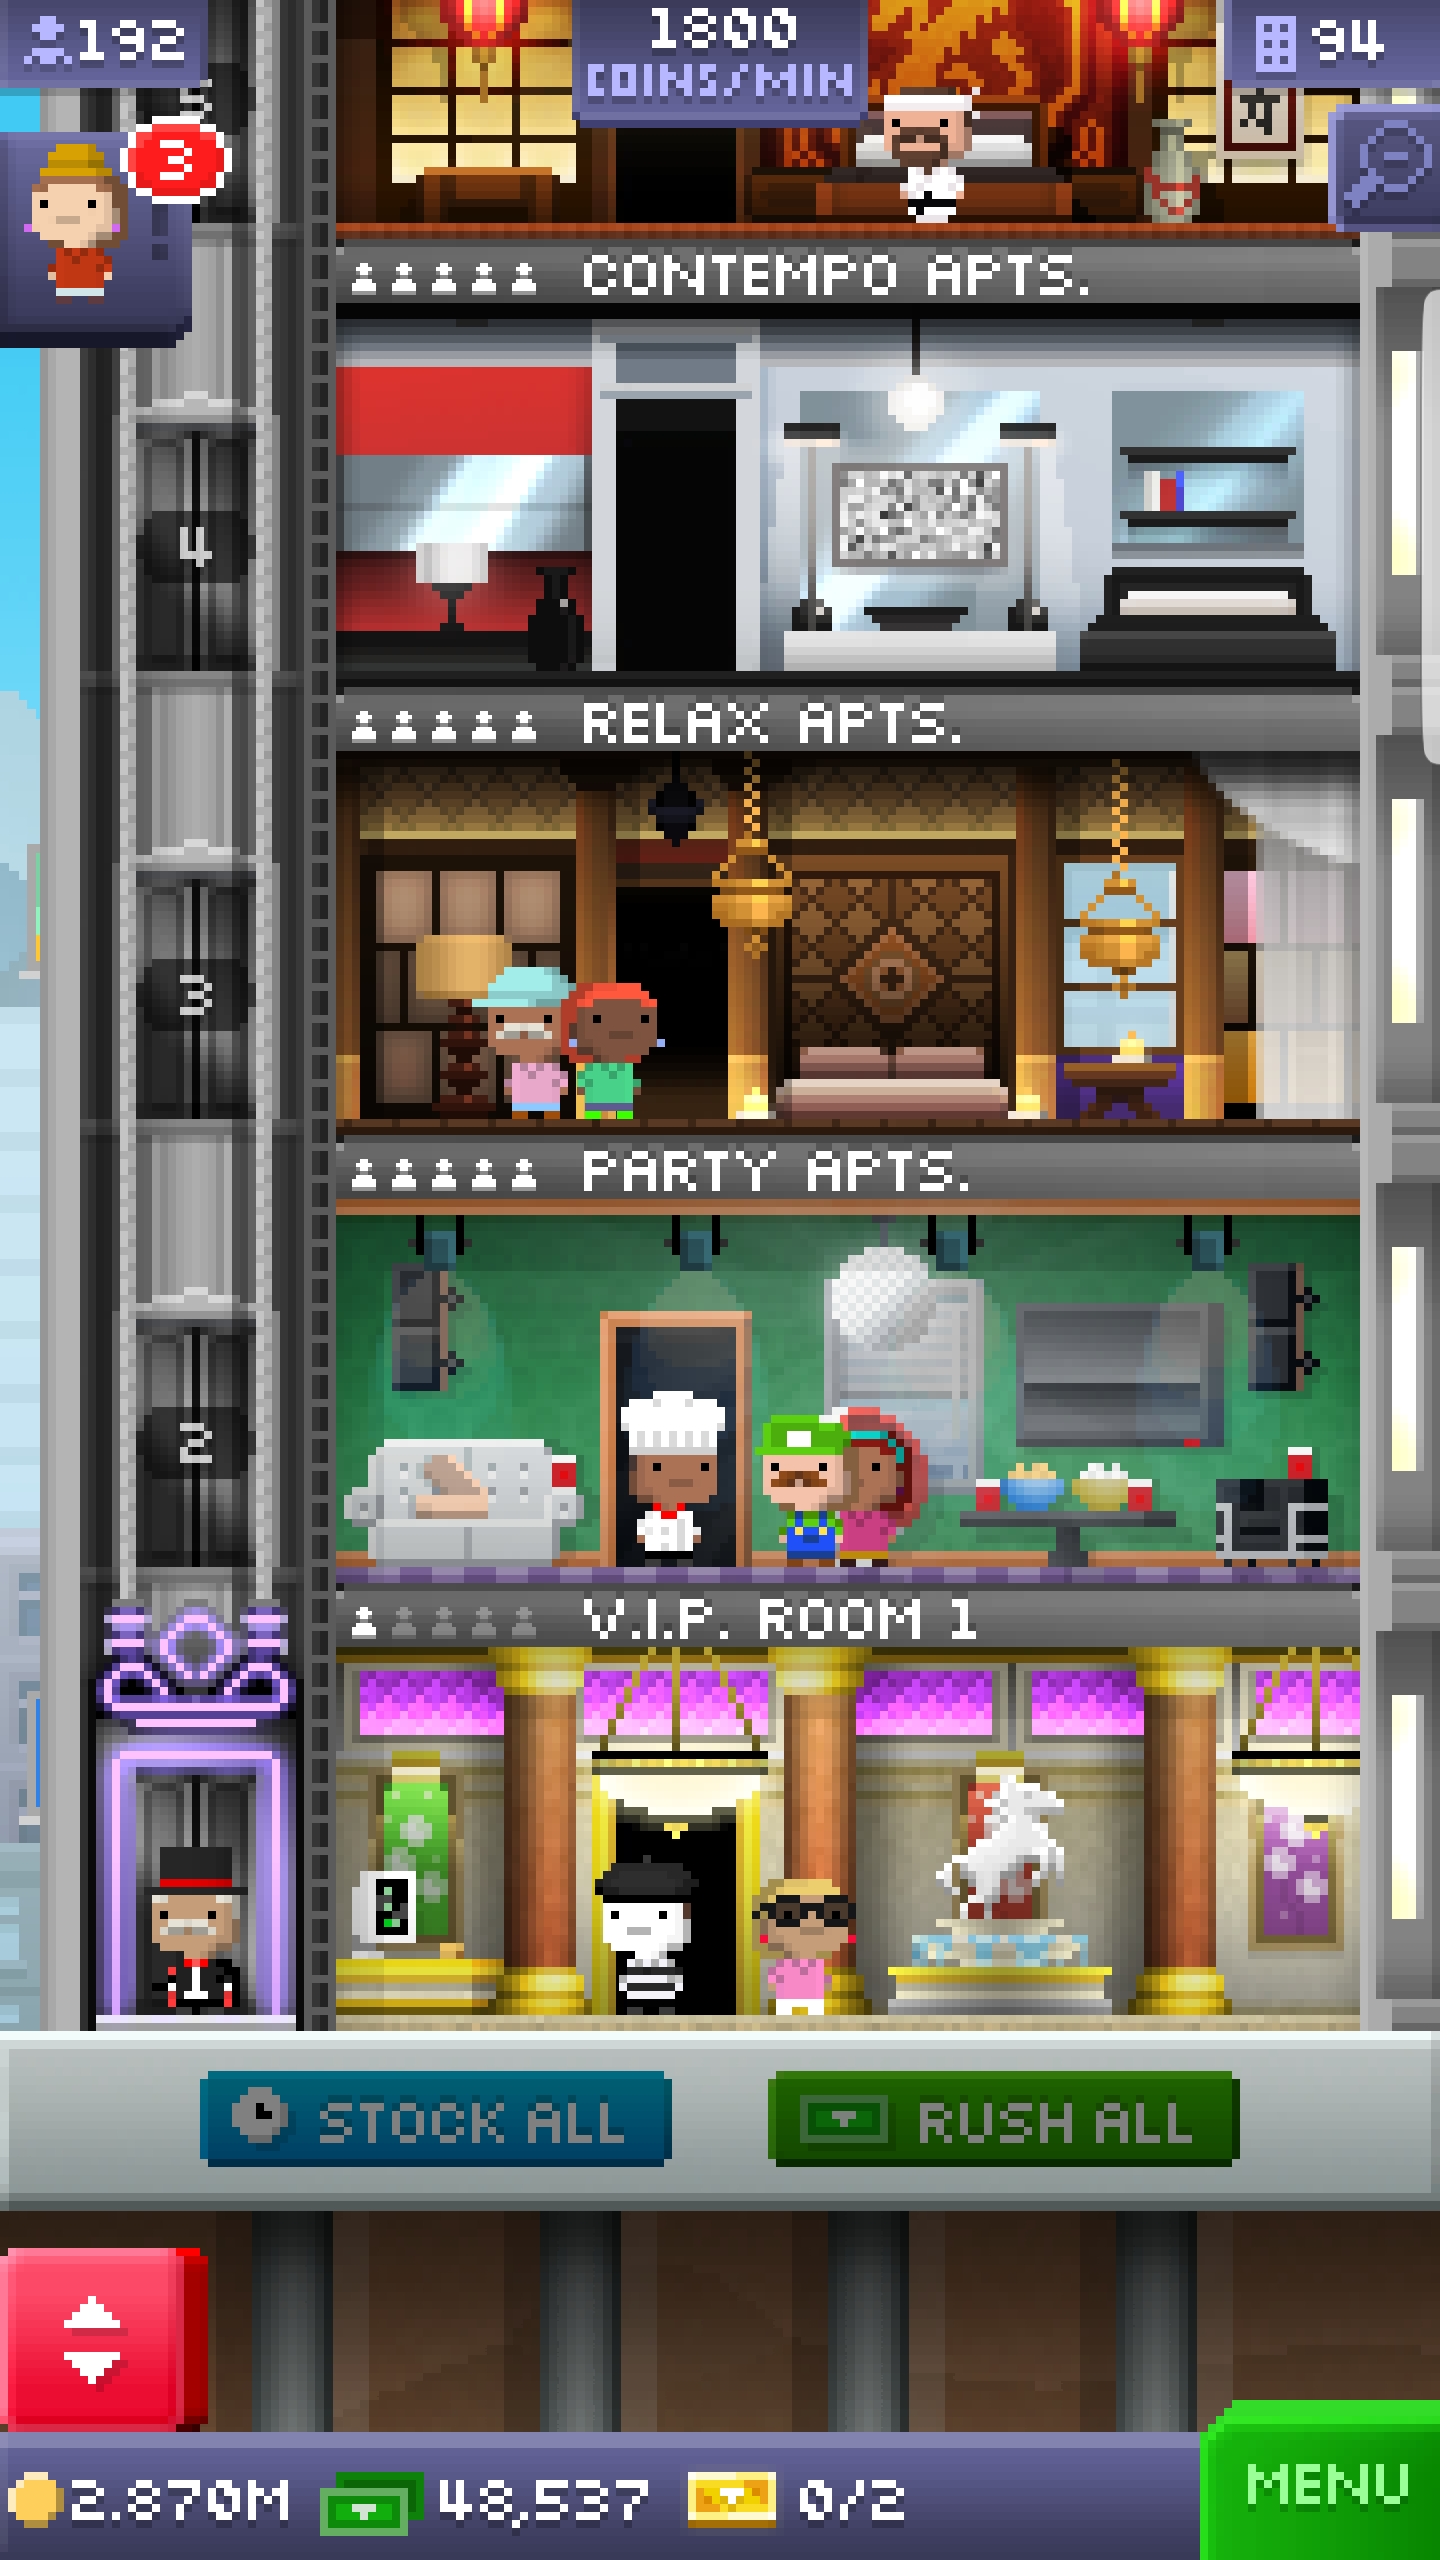 192
1800
COINS/MIN
94
3
5
CONTEMPO APTS.
4
RELAX APTS.
3
PARTY APTS.
2
V.I.P. ROOM 1
STOCK ALL
RUSH ALL
2.870M
48,537
0/2
MENU